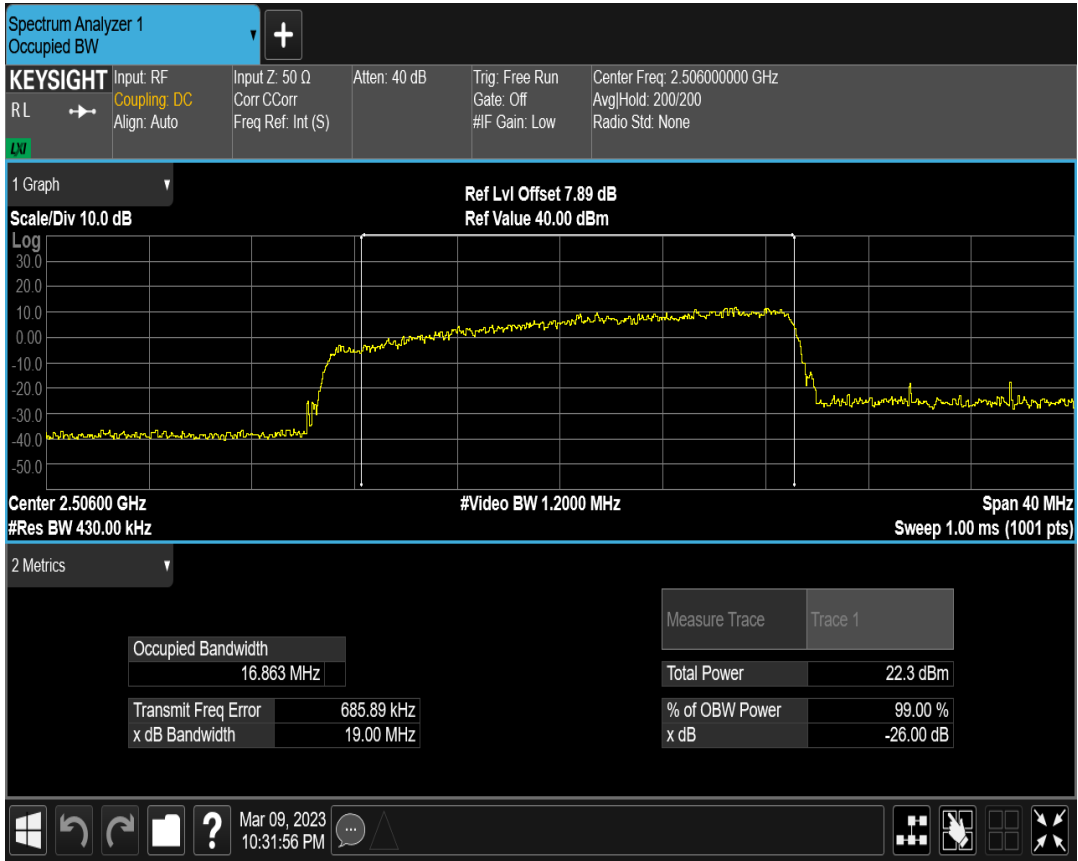 Spectrum Analyzer 1
Occupied BW
KEYSIGHT
R L
LXI
Input: RF
Coupling: DC
Align: Auto
Input Z: 50 Ω
Corr CCorr
Freq Ref: Int (S)
Atten: 40 dB
Trig: Free Run
Gate: Off
#IF Gain: Low
Center Freq: 2.506000000 GHz
Avg|Hold: 200/200
Radio Std: None
1 Graph
Scale/Div 10.0 dB
Ref Lvl Offset 7.89 dB
Ref Value 40.00 dBm
Log
30.0
20.0
10.0
0.00
-10.0
-20.0
-30.0
-40.0
-50.0
Center 2.50600 GHz
#Video BW 1.2000 MHz
Span 40 MHz
#Res BW 430.00 kHz
Sweep 1.00 ms (1001 pts)
2 Metrics
Measure Trace Trace 1
Occupied Bandwidth
16.863 MHz
Total Power 22.3 dBm
Transmit Freq Error 685.89 kHz
% of OBW Power 99.00 %
x dB Bandwidth 19.00 MHz
x dB -26.00 dB
?
Mar 09, 2023
10:31:56 PM